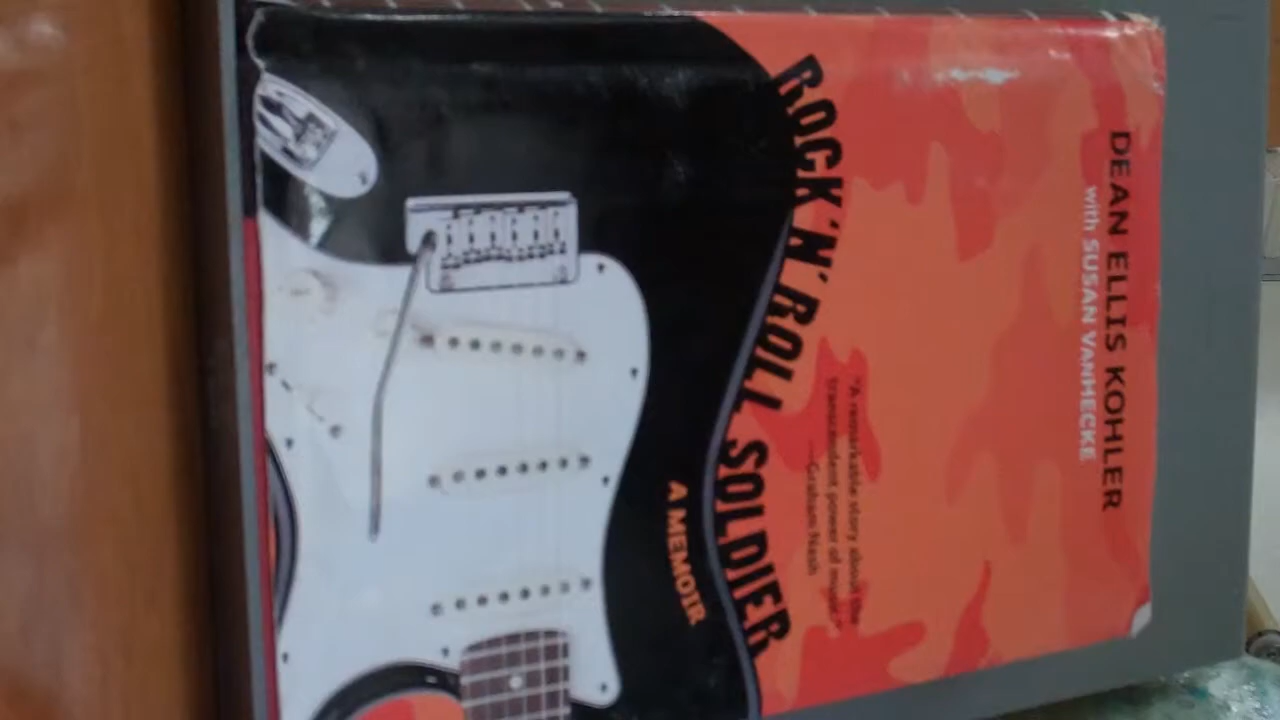 DEAN ELLIS KOHLER
with SUSAN VANHECKE
"A remarkable story about the
transcendent power of music."
—Graham Nash
ROCK 'N' ROLL SOLDIER
A MEMOIR